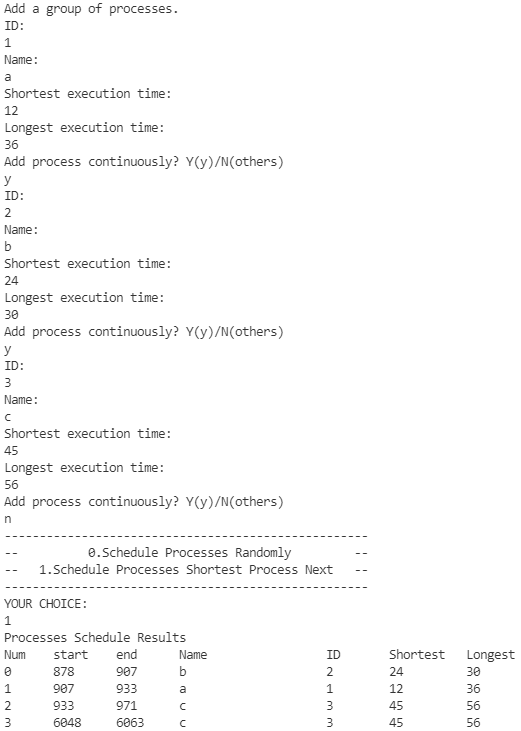 Add a group of processes.
ID:
1
Name:
a
Shortest execution time:
12
Longest execution time:
36
Add process continuously? Y(y)/N(others)
y
ID:
2
Name:
b
Shortest execution time:
24
Longest execution time:
30
Add process continuously? Y(y)/N(others)
y
ID:
3
Name:
c
Shortest execution time:
45
Longest execution time:
56
Add process continuously? Y(y)/N(others)
n
----------------------------------------------------
-- 0.Schedule Processes Randomly --
-- 1.Schedule Processes Shortest Process Next --
----------------------------------------------------
YOUR CHOICE:
1
Processes Schedule Results
Num start end Name ID Shortest Longest
0 878 907 b 2 24 30
1 907 933 a 1 12 36
2 933 971 c 3 45 56
3 6048 6063 c 3 45 56